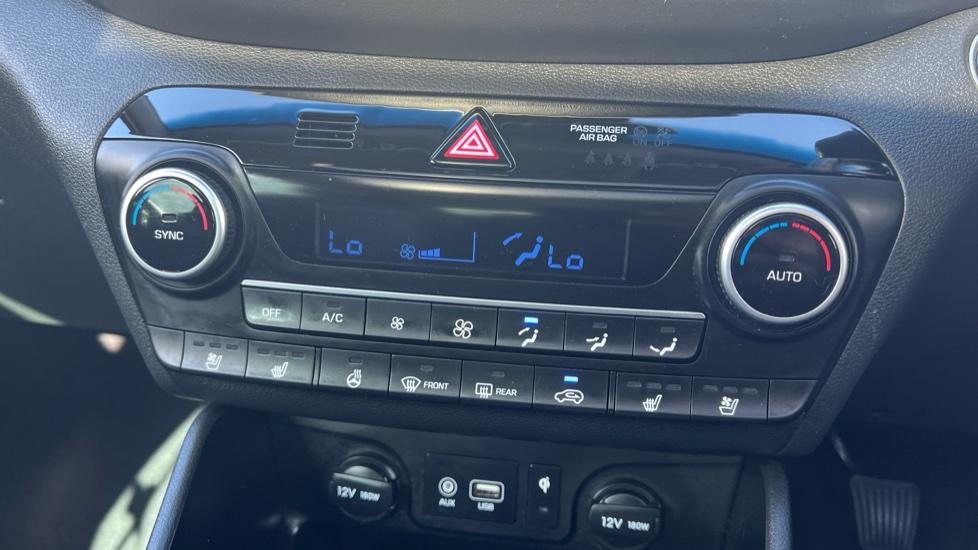 PASSENGER
AIR BAG
ON OFF
SYNC
Lo
Lo
AUTO
OFF
A/C
FRONT
REAR
12V 180W
AUX
USB
12V 180W